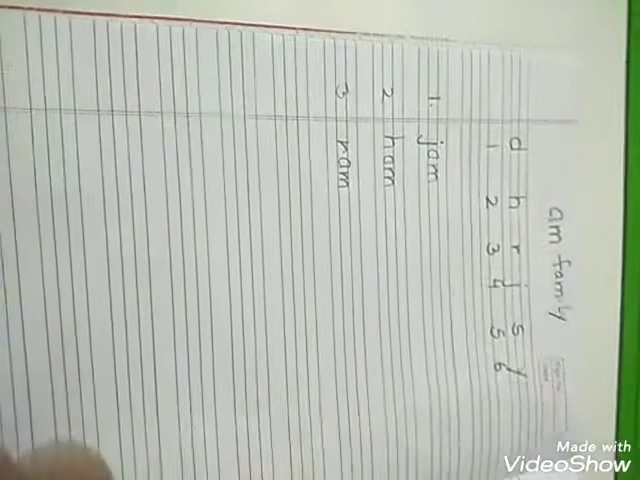 am family
d h r j s /
1 2 3 4 5 6
1. jam
2 ham
3 ram
Made with
VideoShow